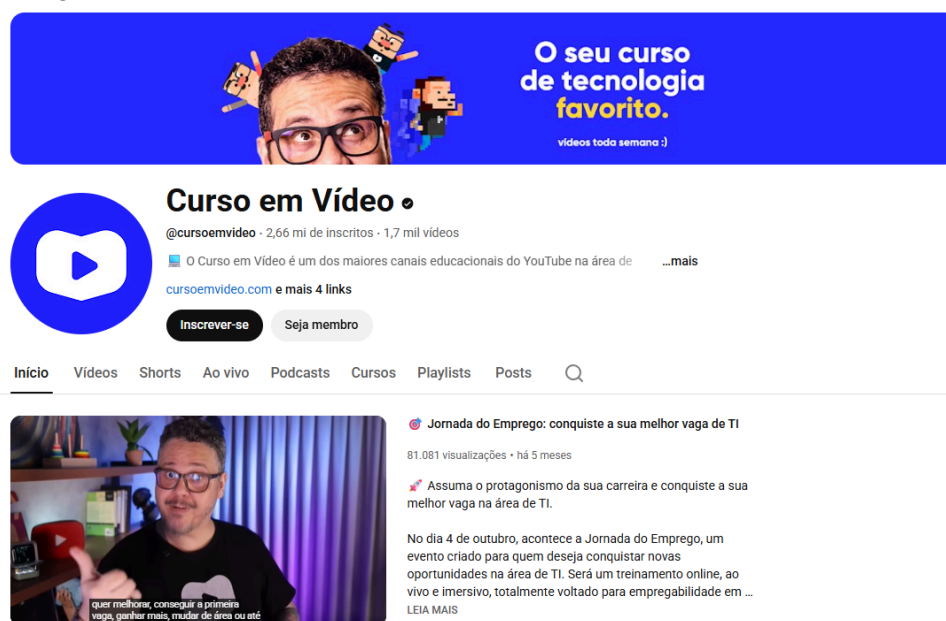 O seu curso
de tecnologia
favorito.
vídeos toda semana :)
Curso em Vídeo
@cursoemvideo · 2,66 mi de inscritos · 1,7 mil vídeos
O Curso em Vídeo é um dos maiores canais educacionais do YouTube na área de ...mais
cursoemvideo.com e mais 4 links
Inscrever-se Seja membro
Início Vídeos Shorts Ao vivo Podcasts Cursos Playlists Posts
🎯 Jornada do Emprego: conquiste a sua melhor vaga de TI
81.081 visualizações • há 5 meses
🚀 Assuma o protagonismo da sua carreira e conquiste a sua
melhor vaga na área de TI.
No dia 4 de outubro, acontece a Jornada do Emprego, um
evento criado para quem deseja conquistar novas
oportunidades na área de TI. Será um treinamento online, ao
vivo e imersivo, totalmente voltado para empregabilidade em ...
LEIA MAIS
quer melhorar, conseguir a primeira
vaga, ganhar mais, mudar de área ou até